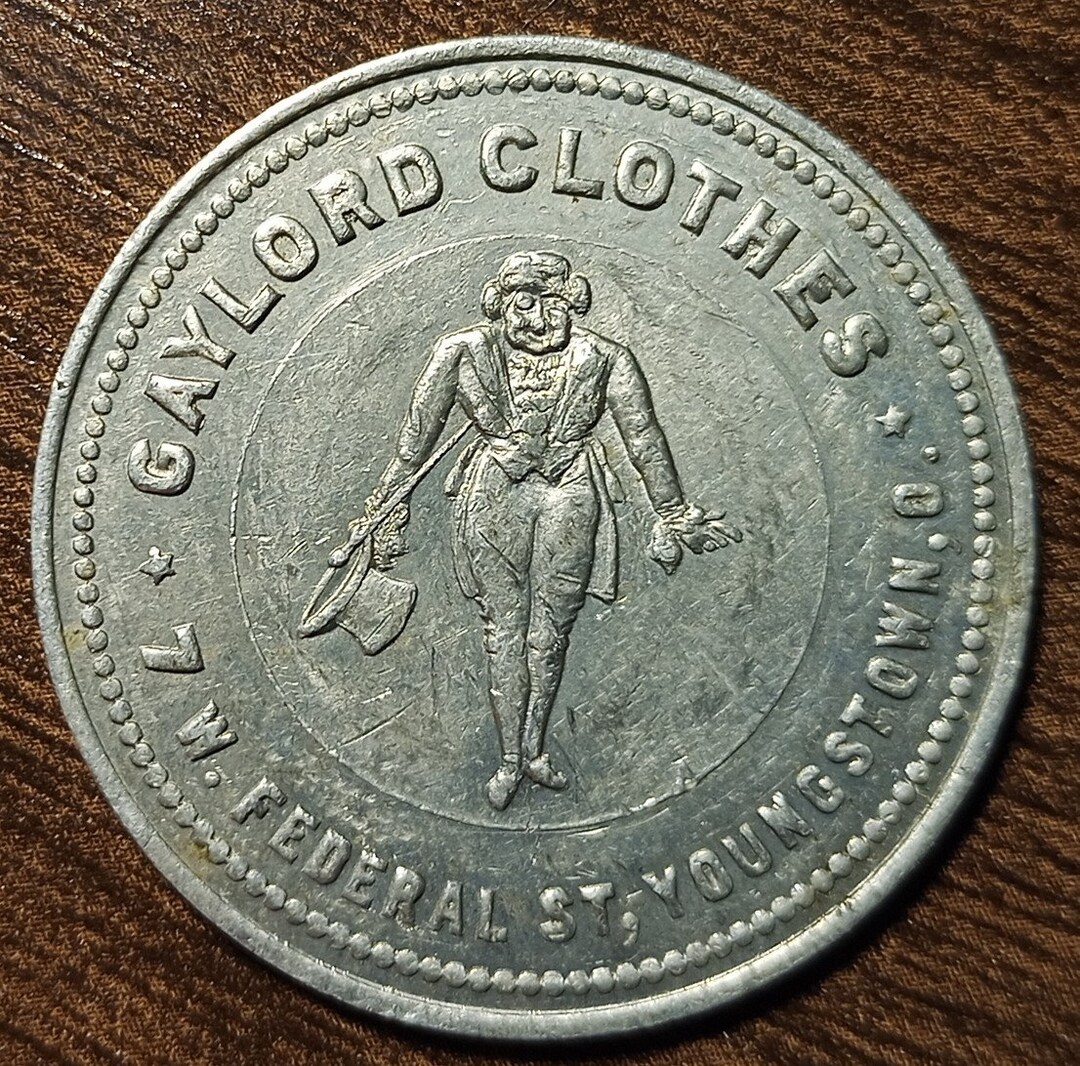 GAYLORD CLOTHES
7 W. FEDERAL ST, YOUNGSTOWN, O.